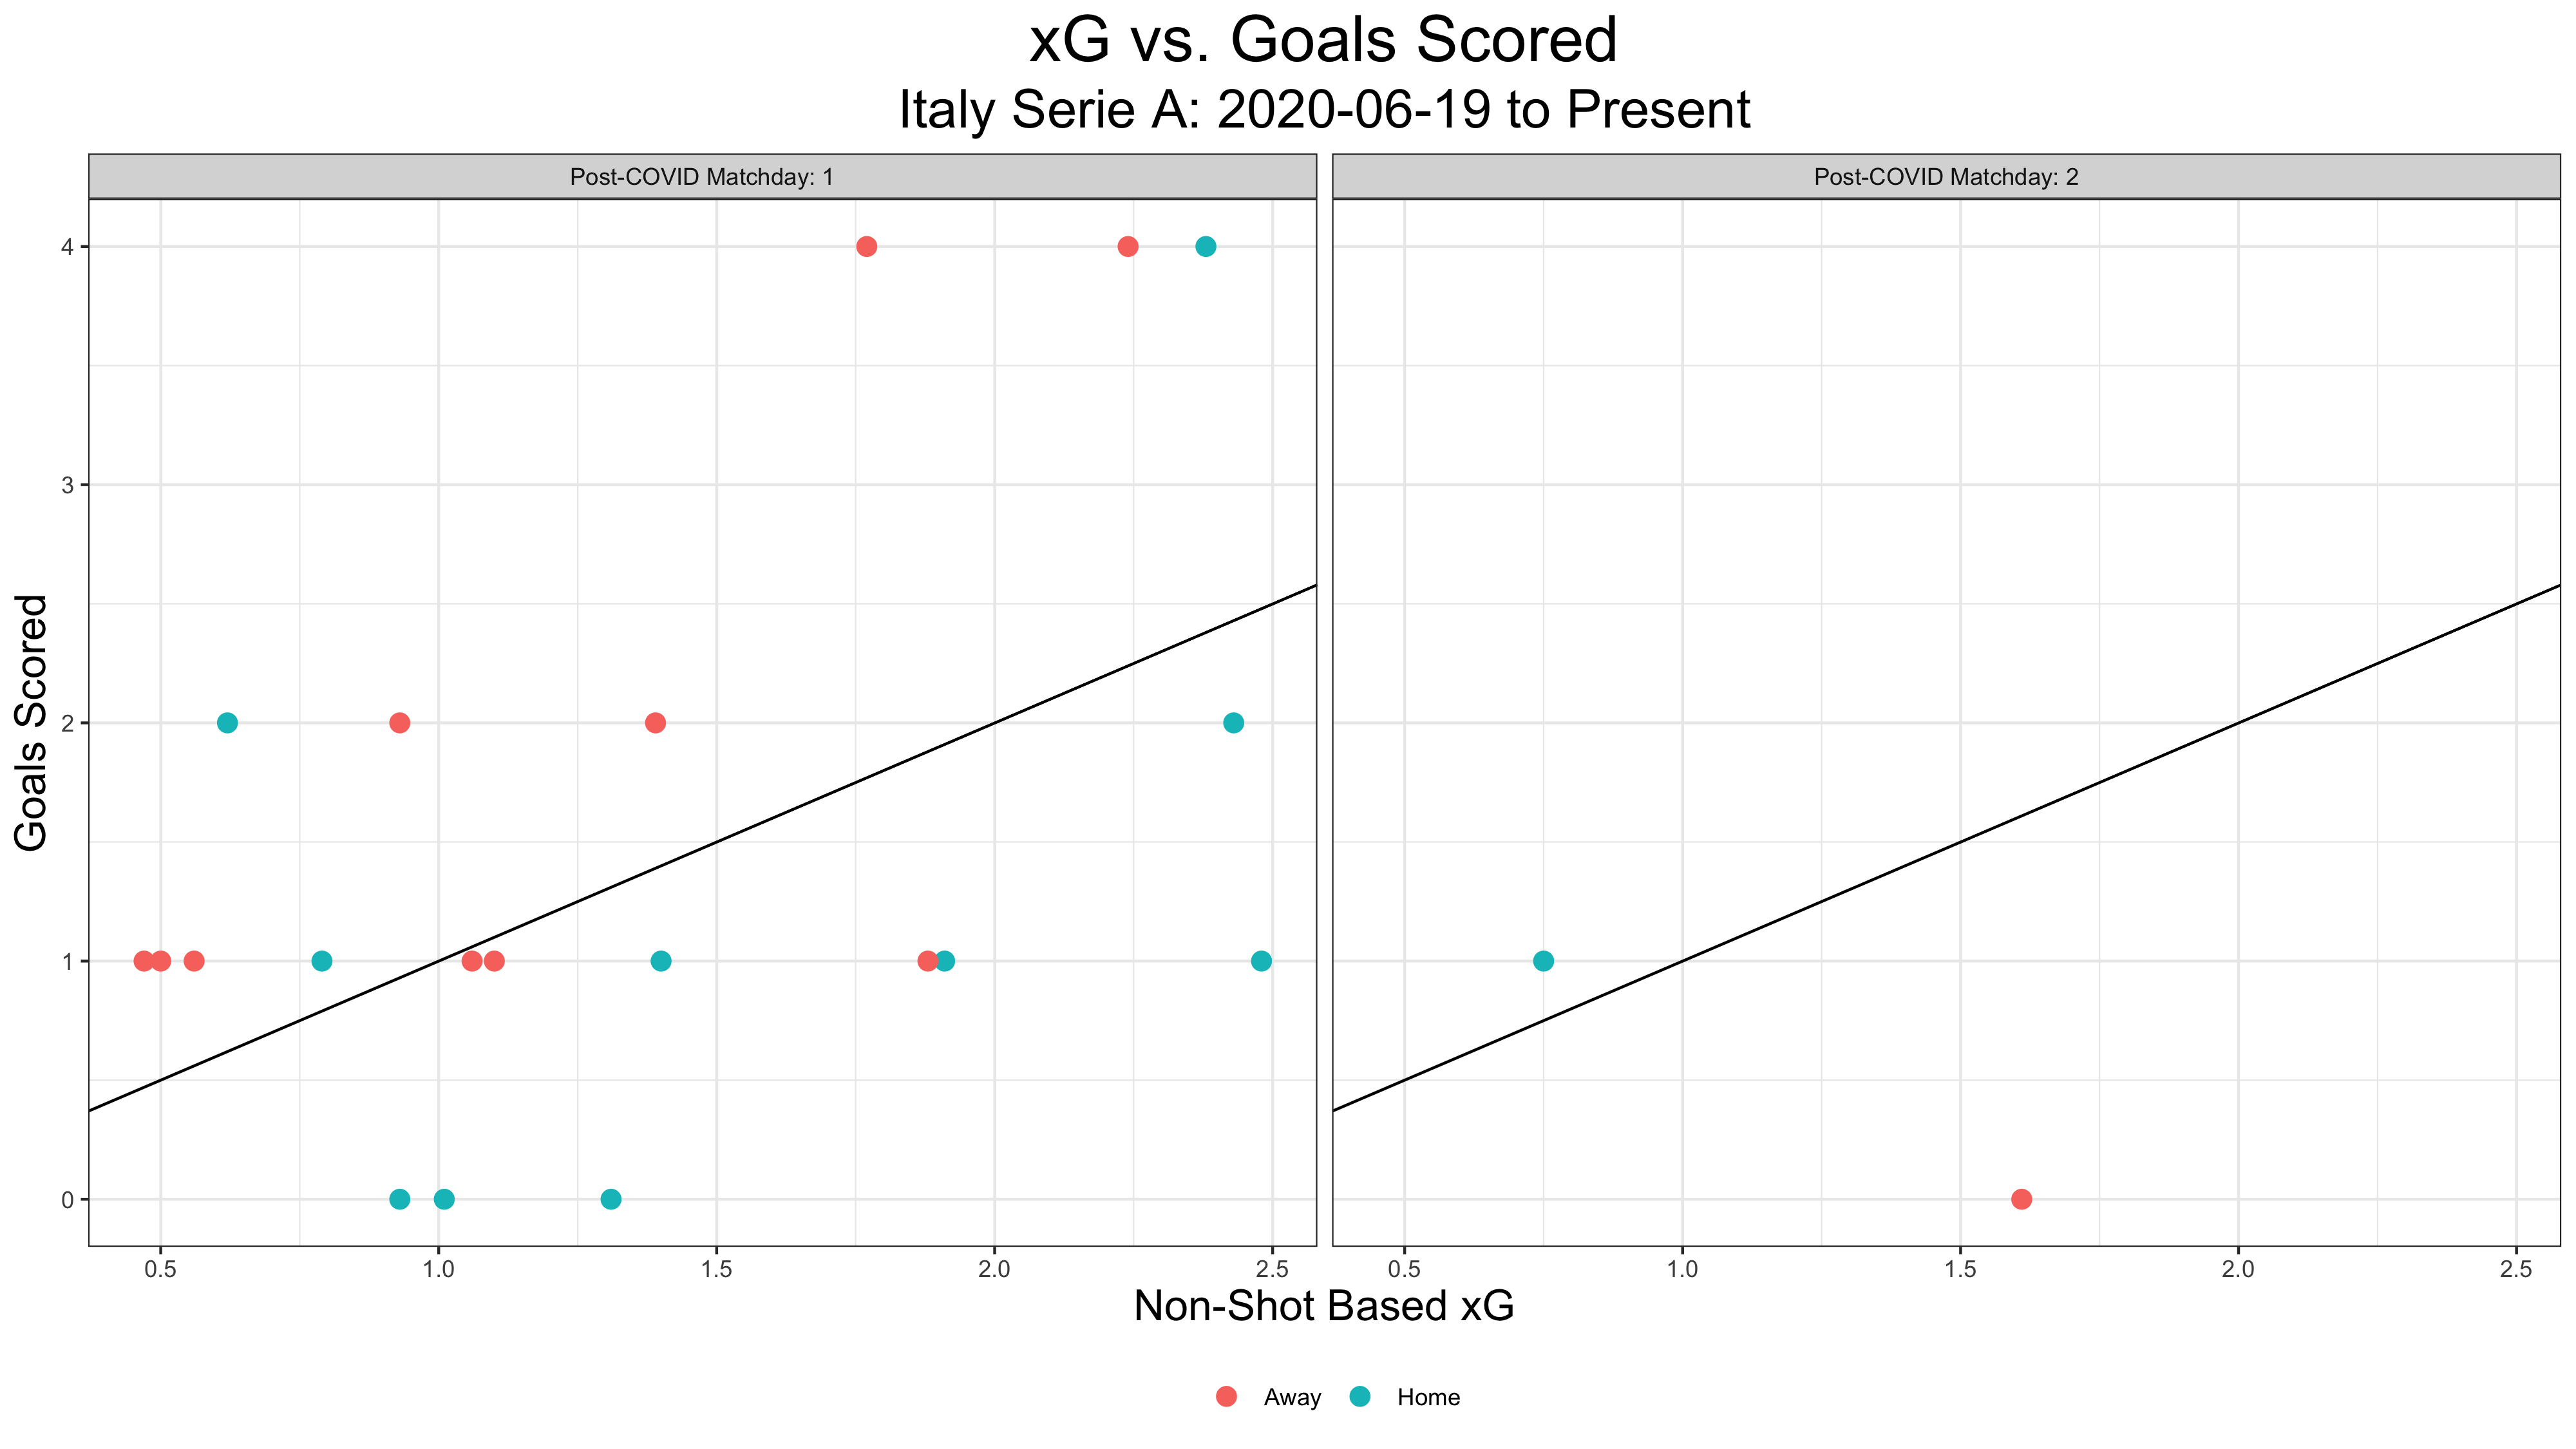 xG vs. Goals Scored
Italy Serie A: 2020-06-19 to Present
Post-COVID Matchday: 1
Post-COVID Matchday: 2
Goals Scored
4
3
2
1
0
0.5 1.0 1.5 2.0 2.5
0.5 1.0 1.5 2.0 2.5
Non-Shot Based xG
Away Home